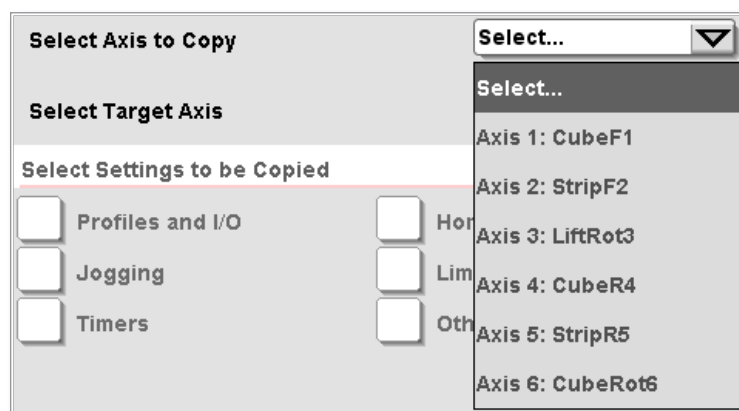 Select Axis to Copy
Select...
Select...
Select Target Axis
Axis 1: CubeF1
Select Settings to be Copied
Axis 2: StripF2
Profiles and I/O
Hor
Axis 3: LiftRot3
Jogging
Lim
Axis 4: CubeR4
Timers
Oth
Axis 5: StripR5
Axis 6: CubeRot6